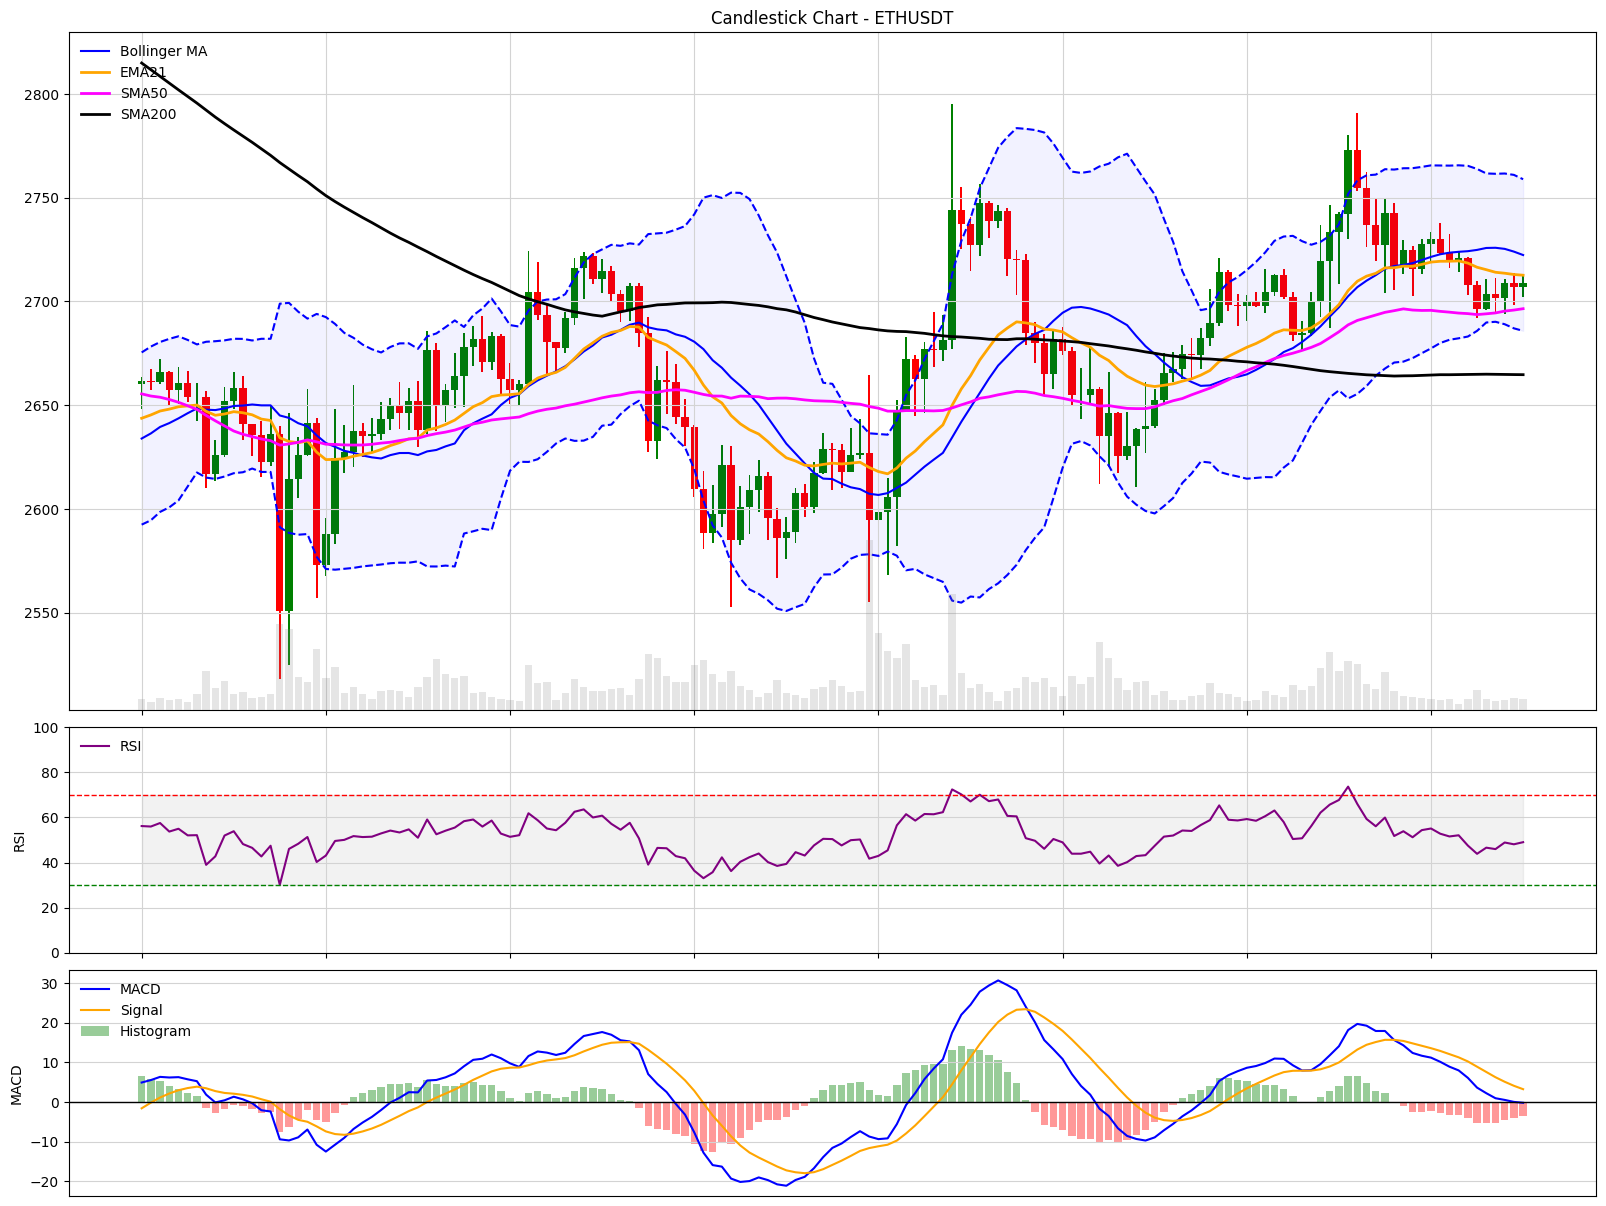 Candlestick Chart - ETHUSDT
Bollinger MA
EMA21
SMA50
SMA200
2800
2750
2700
2650
2600
2550
RSI
100
80
60
40
20
0
RSI
MACD
Signal
Histogram
30
20
10
0
−10
−20
MACD